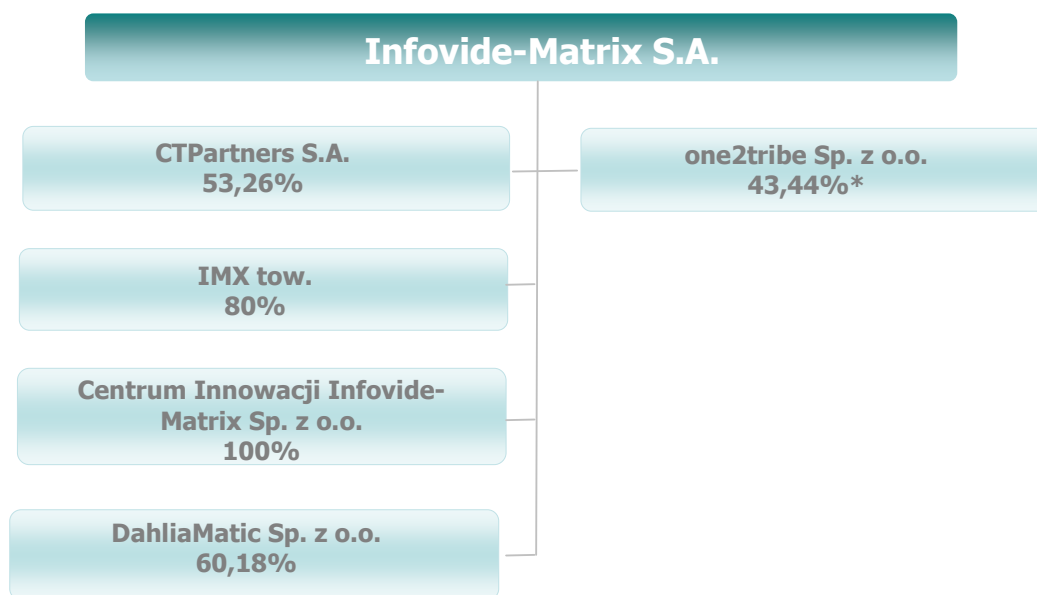 Infovide-Matrix S.A.
CTPartners S.A.
53,26%
one2tribe Sp. z o.o.
43,44%*
IMX tow.
80%
Centrum Innowacji Infovide-
Matrix Sp. z o.o.
100%
DahliaMatic Sp. z o.o.
60,18%